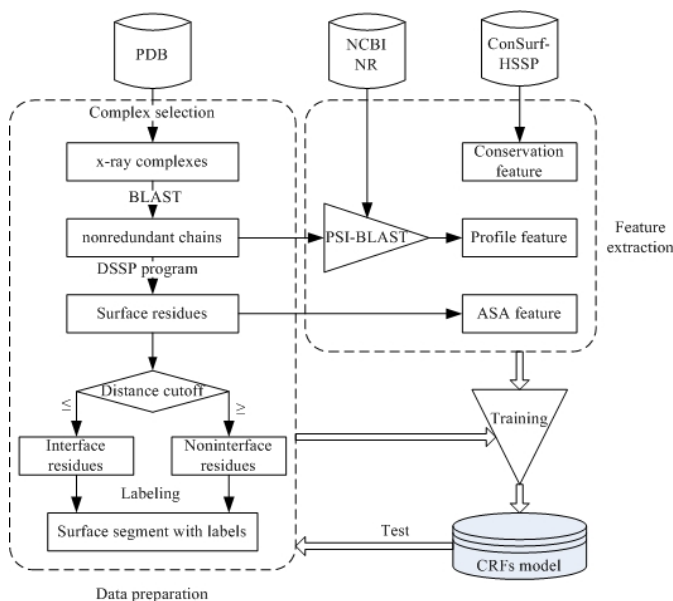 PDB
NCBI
NR
ConSurf-
HSSP
Complex selection
x-ray complexes
BLAST
nonredundant chains
DSSP program
Surface residues
Distance cutoff
≤
≥
Interface
residues
Noninterface
residues
Labeling
Surface segment with labels
Data preparation
PSI-BLAST
Conservation
feature
Profile feature
ASA feature
Feature
extraction
Training
Test
CRFs model